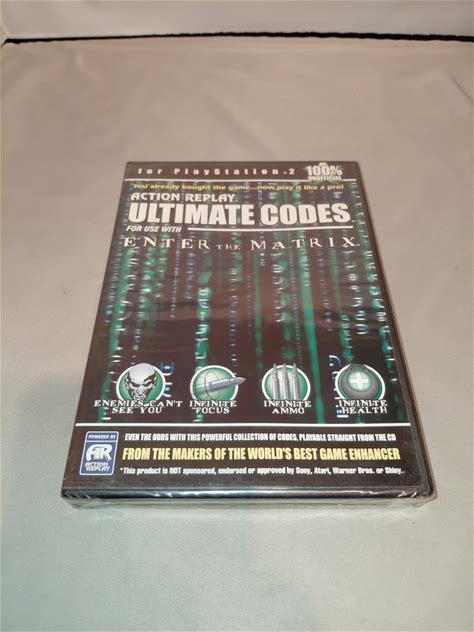 for PlayStation 2
100%
UNOFFICIAL
You already bought the game...now, play it like a pro!
ACTION REPLAY
ULTIMATE CODES
FOR USE WITH
ENTER THE MATRIX
ENEMIES CAN'T
SEE YOU
INFINITE
FOCUS
INFINITE
AMMO
INFINITE
HEALTH
POWERED BY
AR
ACTION
REPLAY
EVEN THE ODDS WITH THIS POWERFUL COLLECTION OF CODES, PLAYABLE STRAIGHT FROM THE CD
FROM THE MAKERS OF THE WORLD'S BEST GAME ENHANCER
*This product is NOT sponsored, endorsed or approved by Sony, Atari, Warner Bros. or Shiny.